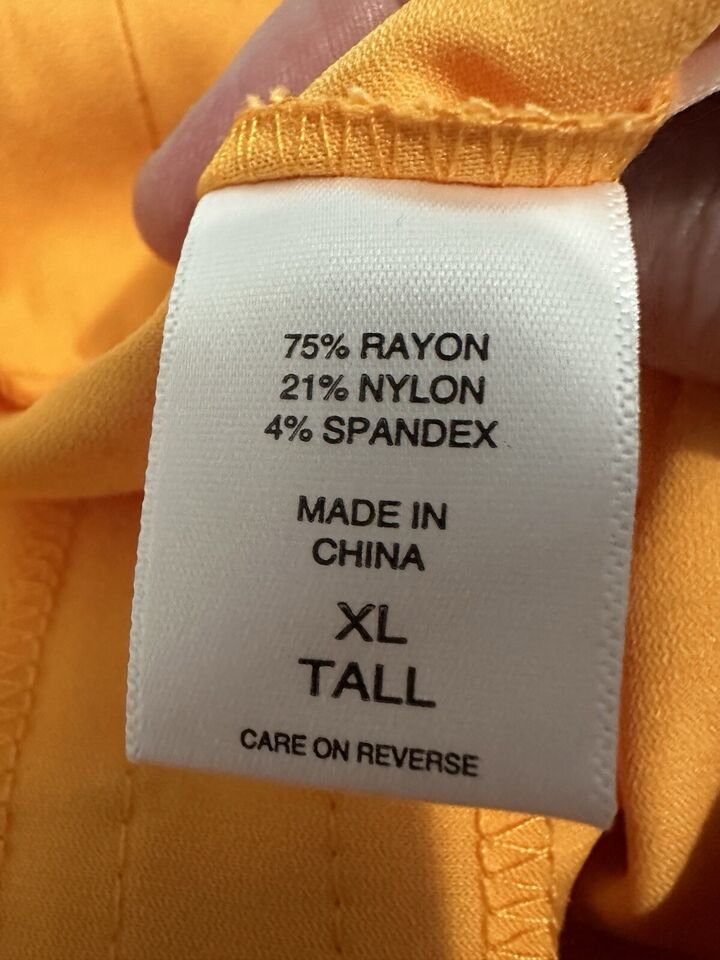 75% RAYON
21% NYLON
4% SPANDEX
MADE IN
CHINA
XL
TALL
CARE ON REVERSE